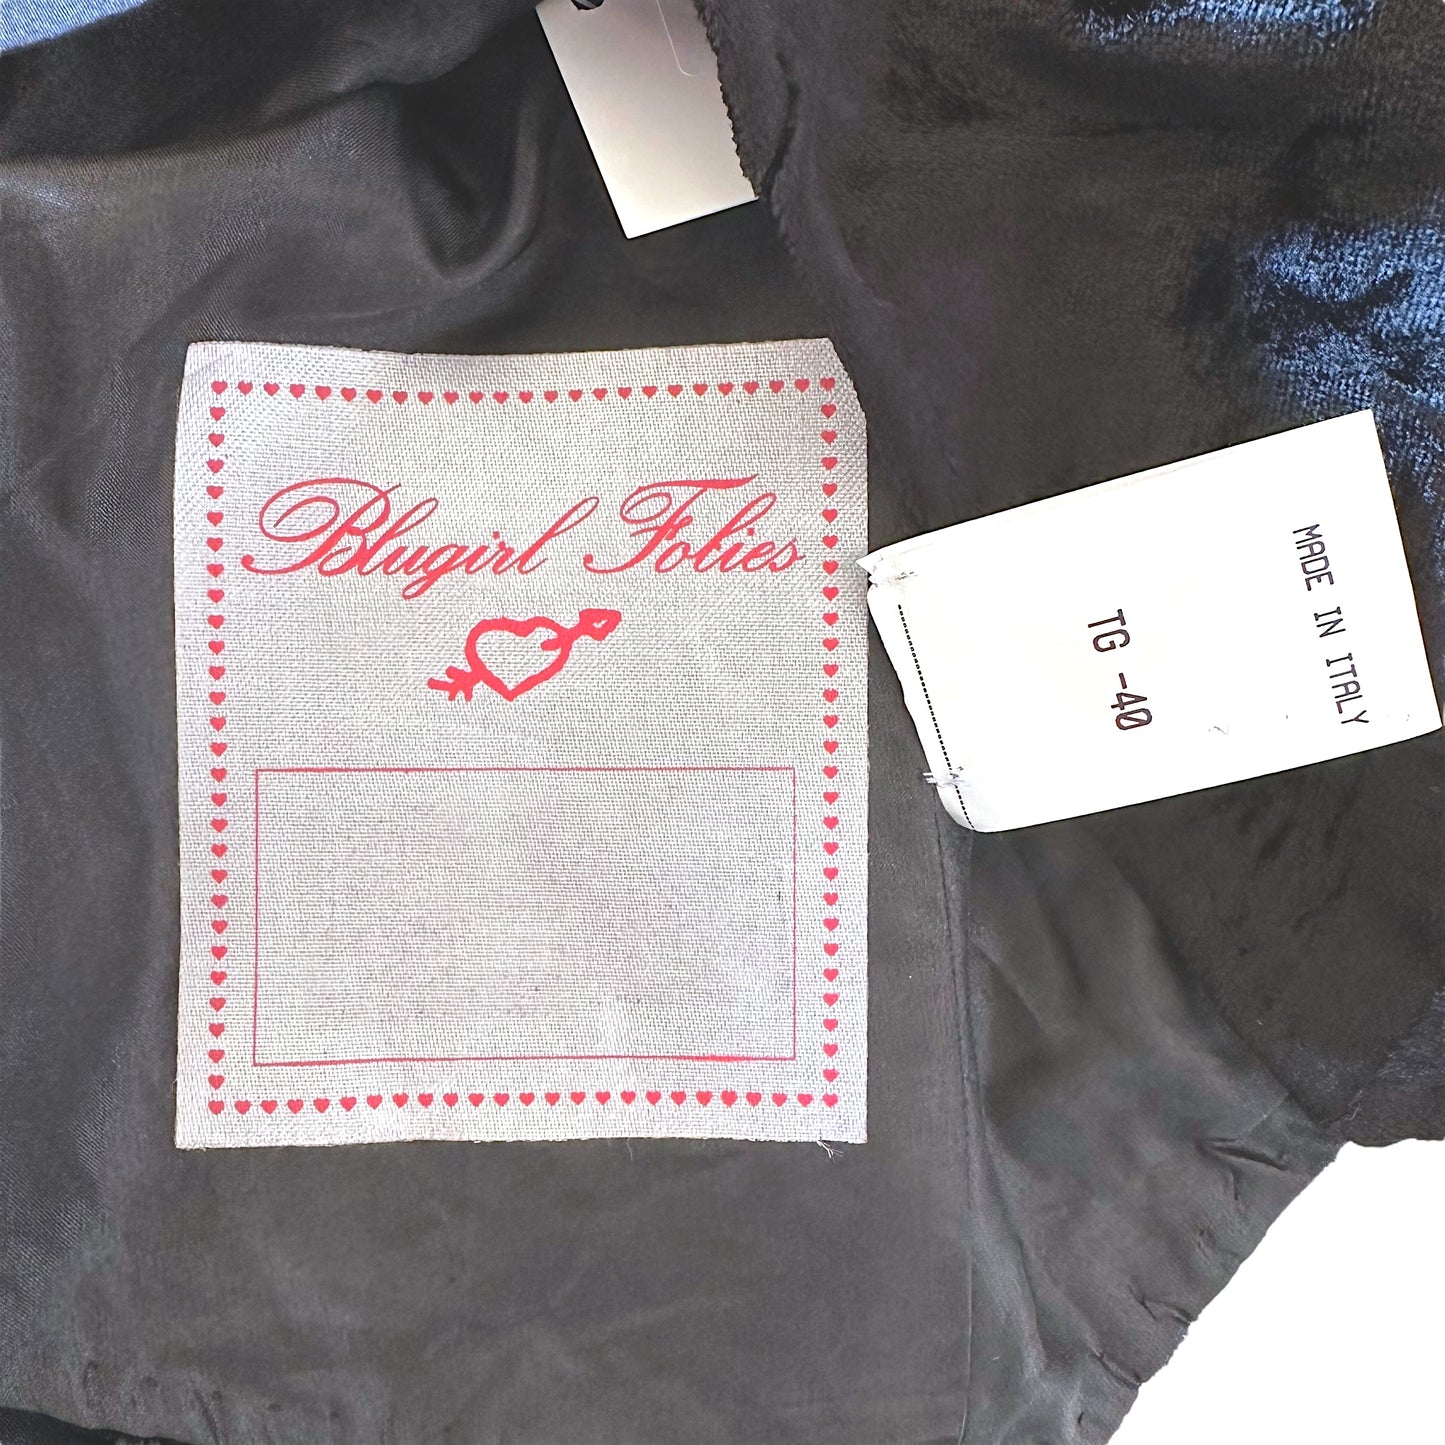 Blugirl Folies
MADE IN ITALY
TG -40